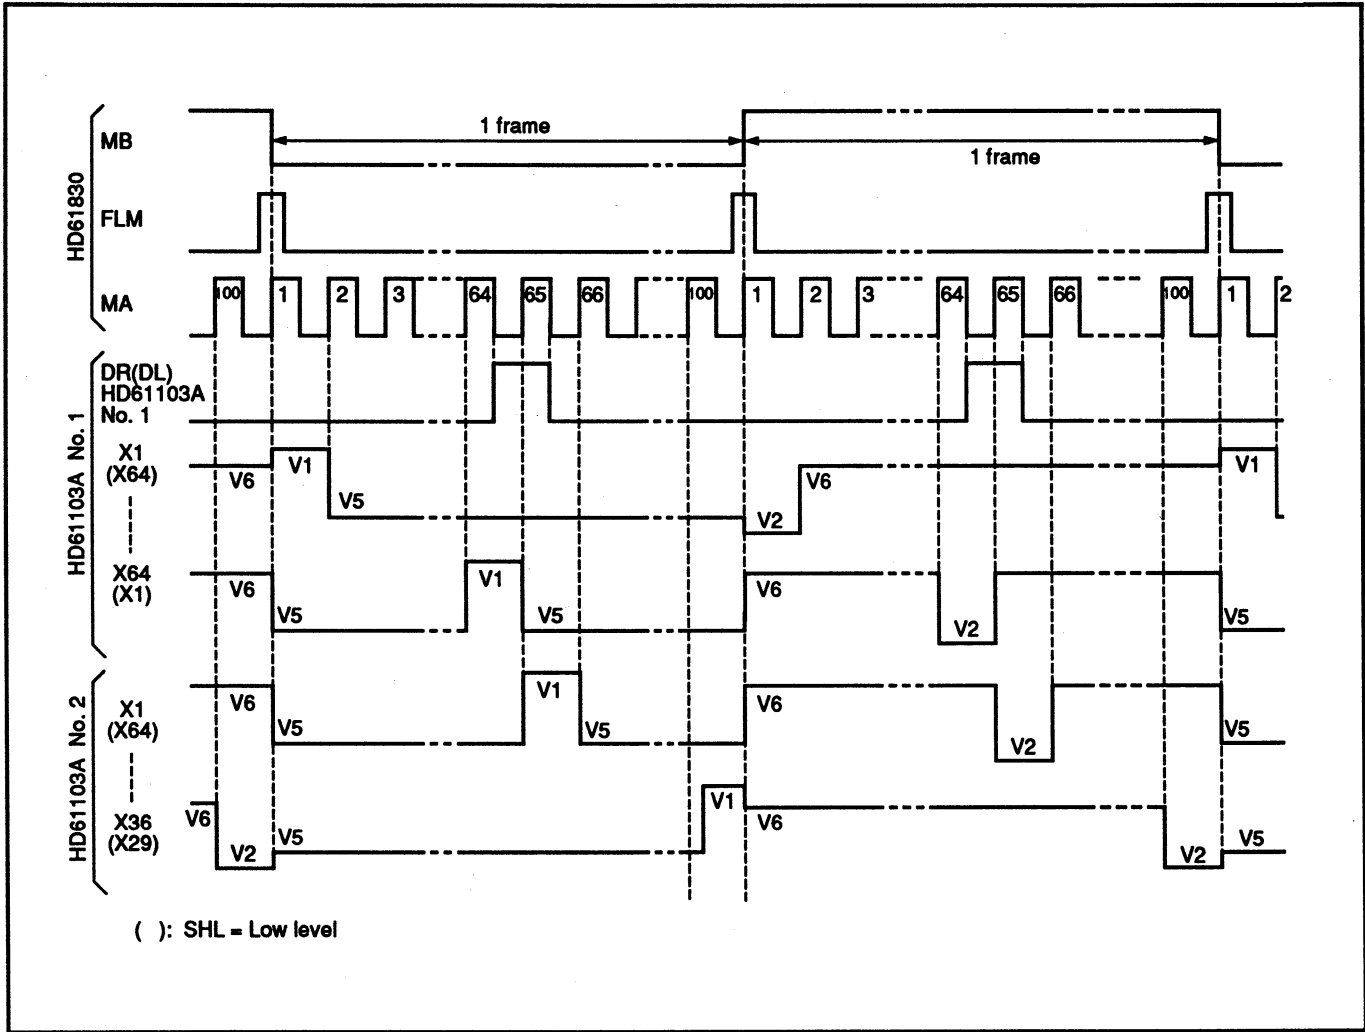 HD61830
MB
1 frame
1 frame
FLM
MA
100 1 2 3 64 65 66 100 1 2 3 64 65 66 100 1 2
HD61103A No. 1
DR(DL)
HD61103A
No. 1
X1
(X64)
V6 V1 V5 V2 V6 V1
X64
(X1)
V6 V5 V1 V5 V6 V2 V5
HD61103A No. 2
X1
(X64)
V6 V5 V1 V5 V6 V2 V5
X36
(X29)
V6 V2 V5 V1 V6 V2 V5
( ): SHL = Low level